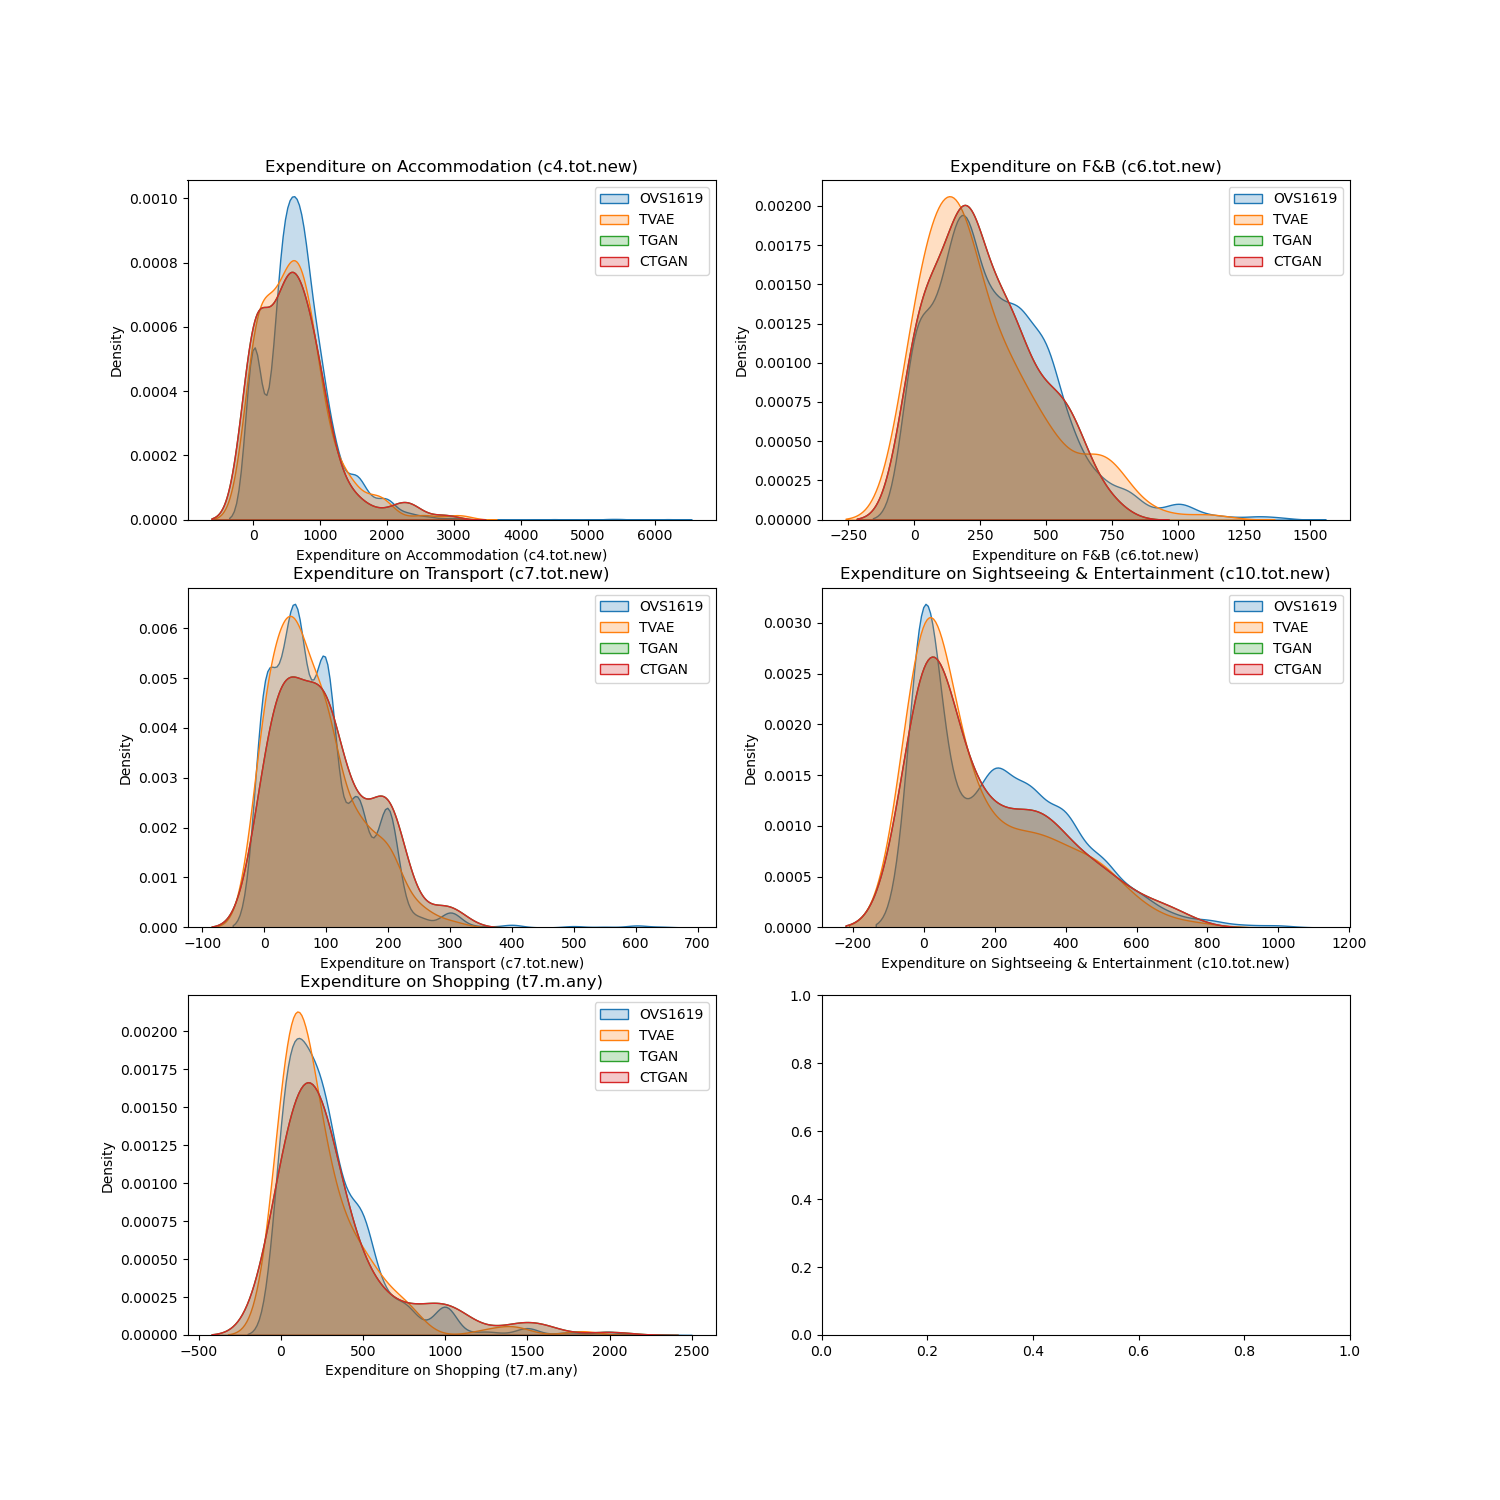 Expenditure on Accommodation (c4.tot.new)
0.0010
0.0008
0.0006
0.0004
0.0002
0.0000
Density
OVS1619
TVAE
TGAN
CTGAN
0 1000 2000 3000 4000 5000 6000
Expenditure on Accommodation (c4.tot.new)
Expenditure on F&B (c6.tot.new)
0.00200
0.00175
0.00150
0.00125
0.00100
0.00075
0.00050
0.00025
0.00000
Density
OVS1619
TVAE
TGAN
CTGAN
−250 0 250 500 750 1000 1250 1500
Expenditure on F&B (c6.tot.new)
Expenditure on Transport (c7.tot.new)
0.006
0.005
0.004
0.003
0.002
0.001
0.000
Density
OVS1619
TVAE
TGAN
CTGAN
−100 0 100 200 300 400 500 600 700
Expenditure on Transport (c7.tot.new)
Expenditure on Sightseeing & Entertainment (c10.tot.new)
0.0030
0.0025
0.0020
0.0015
0.0010
0.0005
0.0000
Density
OVS1619
TVAE
TGAN
CTGAN
−200 0 200 400 600 800 1000 1200
Expenditure on Sightseeing & Entertainment (c10.tot.new)
Expenditure on Shopping (t7.m.any)
0.00200
0.00175
0.00150
0.00125
0.00100
0.00075
0.00050
0.00025
0.00000
Density
OVS1619
TVAE
TGAN
CTGAN
−500 0 500 1000 1500 2000 2500
Expenditure on Shopping (t7.m.any)
1.0
0.8
0.6
0.4
0.2
0.0
0.0 0.2 0.4 0.6 0.8 1.0